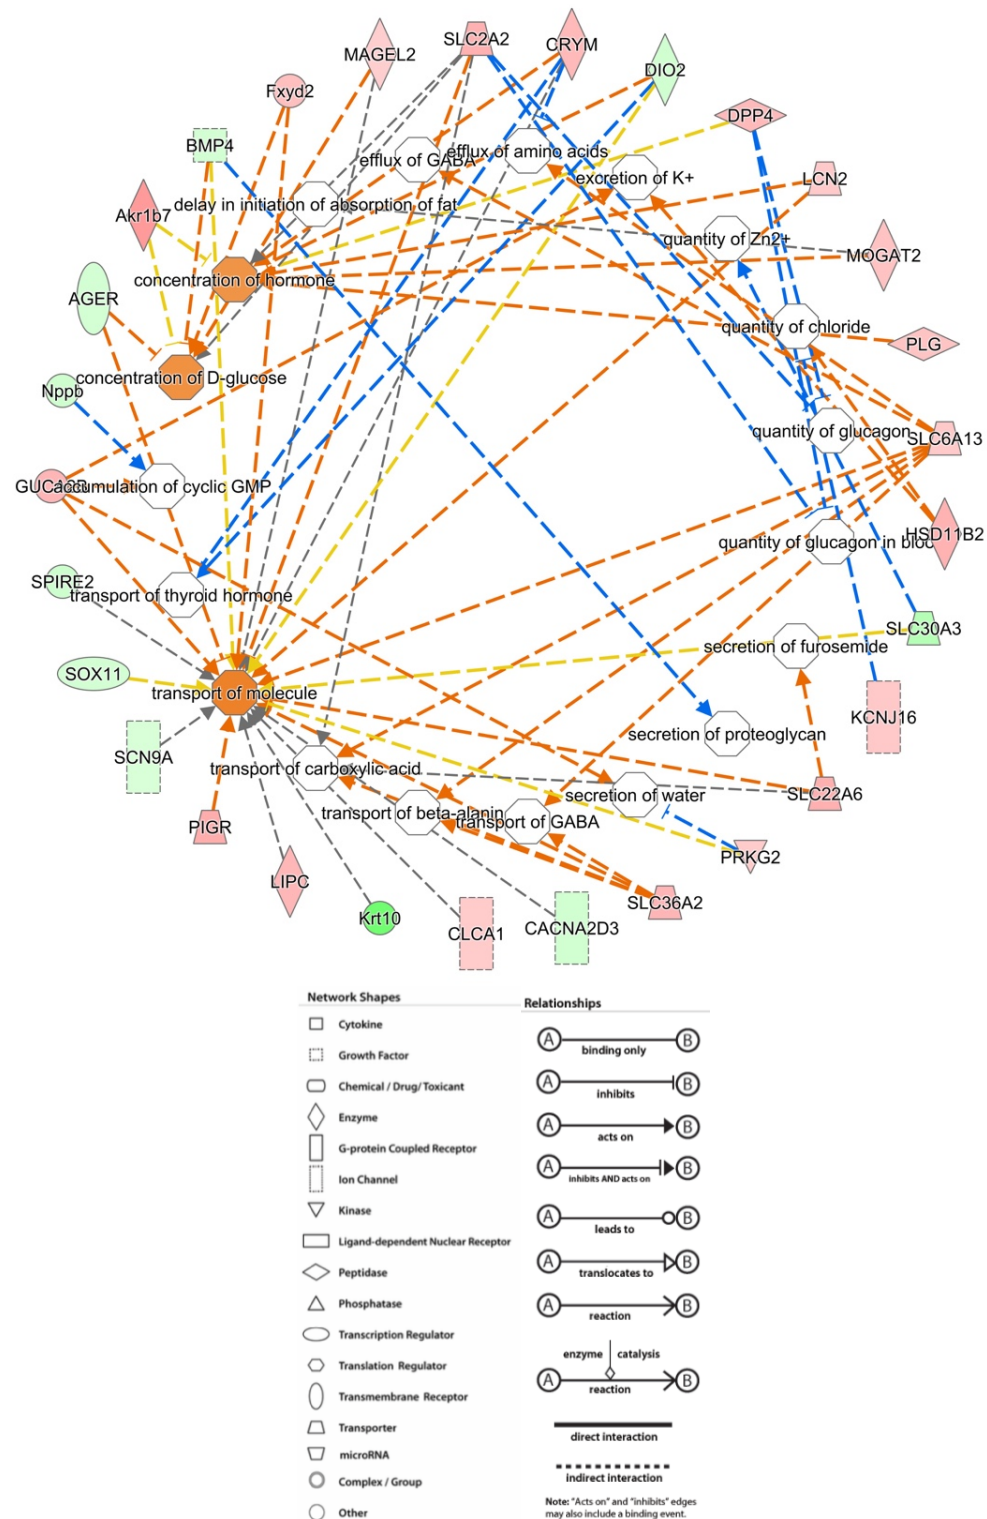 SLC2A2
CRYM
MAGEL2
DIO2
Fxyd2
DPP4
BMP4
efflux of GABA
efflux of amino acids
excretion of K+
LCN2
Akr1b7
delay in initiation of absorption of fat
quantity of Zn2+
MOGAT2
concentration of hormone
AGER
quantity of chloride
PLG
concentration of D-glucose
Nppb
quantity of glucagon
SLC6A13
accumulation of cyclic GMP
HSD11B2
quantity of glucagon in
SPIRE2
transport of thyroid hormone
SLC30A3
secretion of furosemide
SOX11
transport of molecule
KCNJ16
secretion of proteoglycan
SCN9A
transport of carboxylic acid
SLC22A6
secretion of water
transport of beta-alanin
transport of GABA
PIGR
PRKG2
LIPC
SLC36A2
Krt10
CLCA1
CACNA2D3
Network Shapes
Cytokine
Growth Factor
Chemical / Drug/ Toxicant
Enzyme
G-protein Coupled Receptor
Ion Channel
Kinase
Ligand-dependent Nuclear Receptor
Peptidase
Phosphatase
Transcription Regulator
Translation Regulator
Transmembrane Receptor
Transporter
microRNA
Complex / Group
Other
Relationships
A B
binding only
A B
inhibits
A B
acts on
A B
inhibits AND acts on
A B
leads to
A B
translocates to
A B
reaction
enzyme catalysis
A B
reaction
direct interaction
indirect interaction
Note: "Acts on" and "inhibits" edges
may also include a binding event.